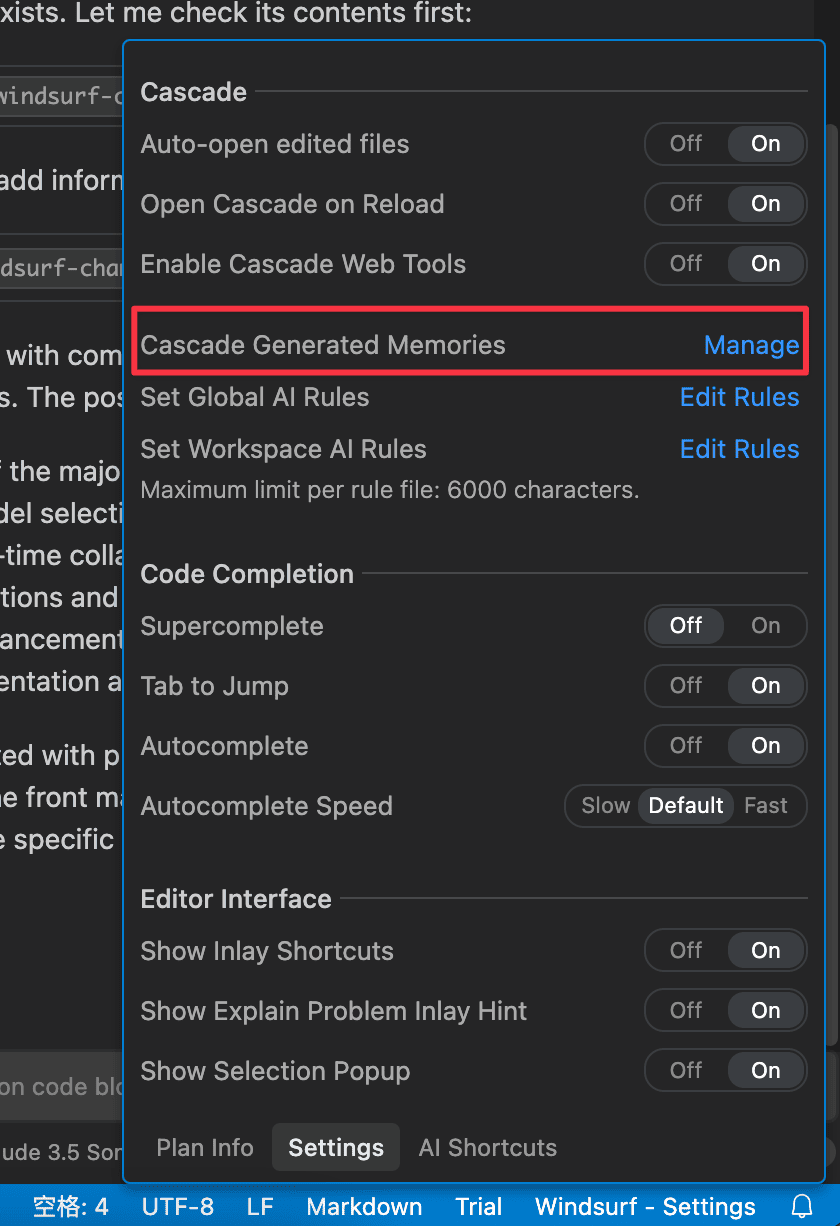 xists. Let me check its contents first:
Cascade
windsurf-c
Auto-open edited files Off On
add inforn
Open Cascade on Reload Off On
dsurf-char
Enable Cascade Web Tools Off On
with com
Cascade Generated Memories Manage
s. The pos
Set Global AI Rules Edit Rules
Set Workspace AI Rules Edit Rules
f the majo
Maximum limit per rule file: 6000 characters.
del selecti
-time colla
Code Completion
tions and
Supercomplete Off On
ancement
entation a
Tab to Jump Off On
ted with p
Autocomplete Off On
ne front ma
Autocomplete Speed Slow Default Fast
e specific
Editor Interface
Show Inlay Shortcuts Off On
Show Explain Problem Inlay Hint Off On
Show Selection Popup Off On
on code blo
Plan Info Settings AI Shortcuts
ude 3.5 Son
空格: 4 UTF-8 LF Markdown Trial Windsurf - Settings